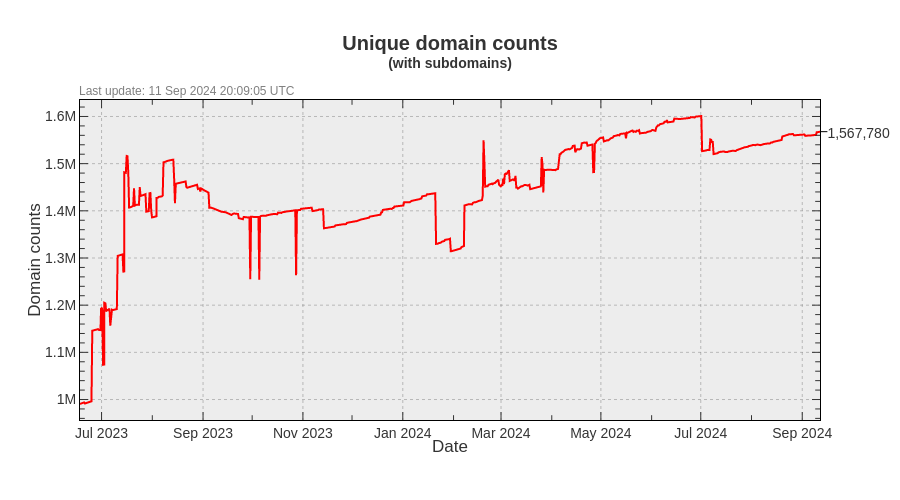 Unique domain counts
(with subdomains)
Last update: 11 Sep 2024 20:09:05 UTC
1.6M
1.5M
1.4M
1.3M
1.2M
1.1M
1M
Domain counts
1,567,780
Jul 2023
Sep 2023
Nov 2023
Jan 2024
Mar 2024
May 2024
Jul 2024
Sep 2024
Date